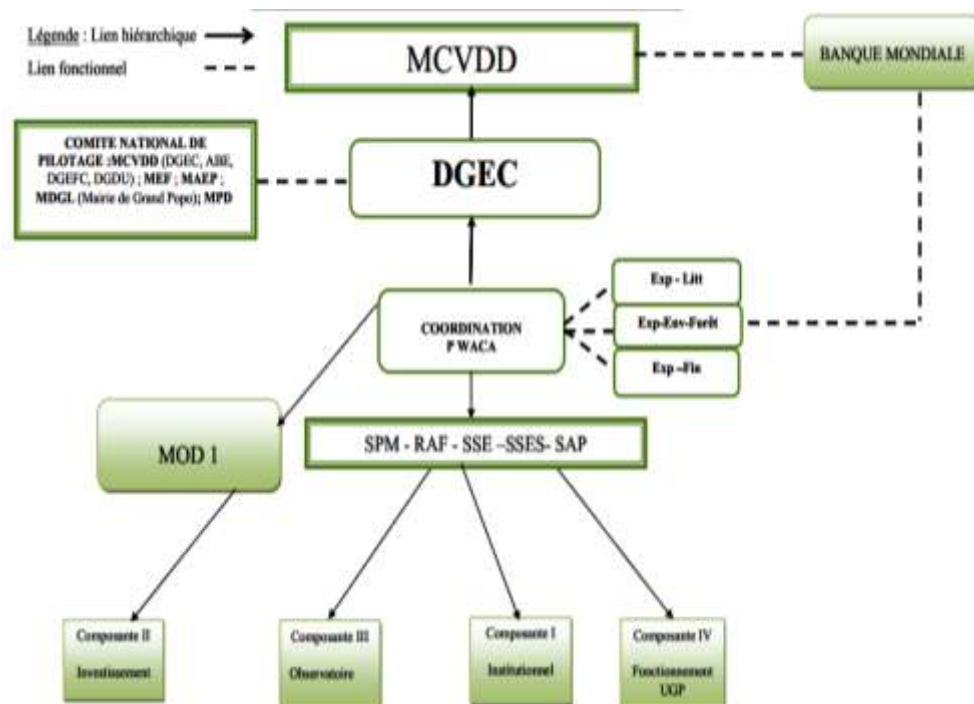 Légende : Lien hiérarchique
Lien fonctionnel
MCVDD
BANQUE MONDIALE
COMITE NATIONAL DE
PILOTAGE :MCVDD (DGEC, ABE,
DGEFC, DGDU) ; MEF ; MAEP ;
MDGL (Mairie de Grand Popo); MPD
DGEC
COORDINATION
P WACA
Exp - Litt
Exp-Env-Forêt
Exp –Fin
MOD 1
SPM - RAF - SSE –SSES- SAP
Composante II
Investissement
Composante III
Observatoire
Composante I
Institutionnel
Composante IV
Fonctionnement
UGP